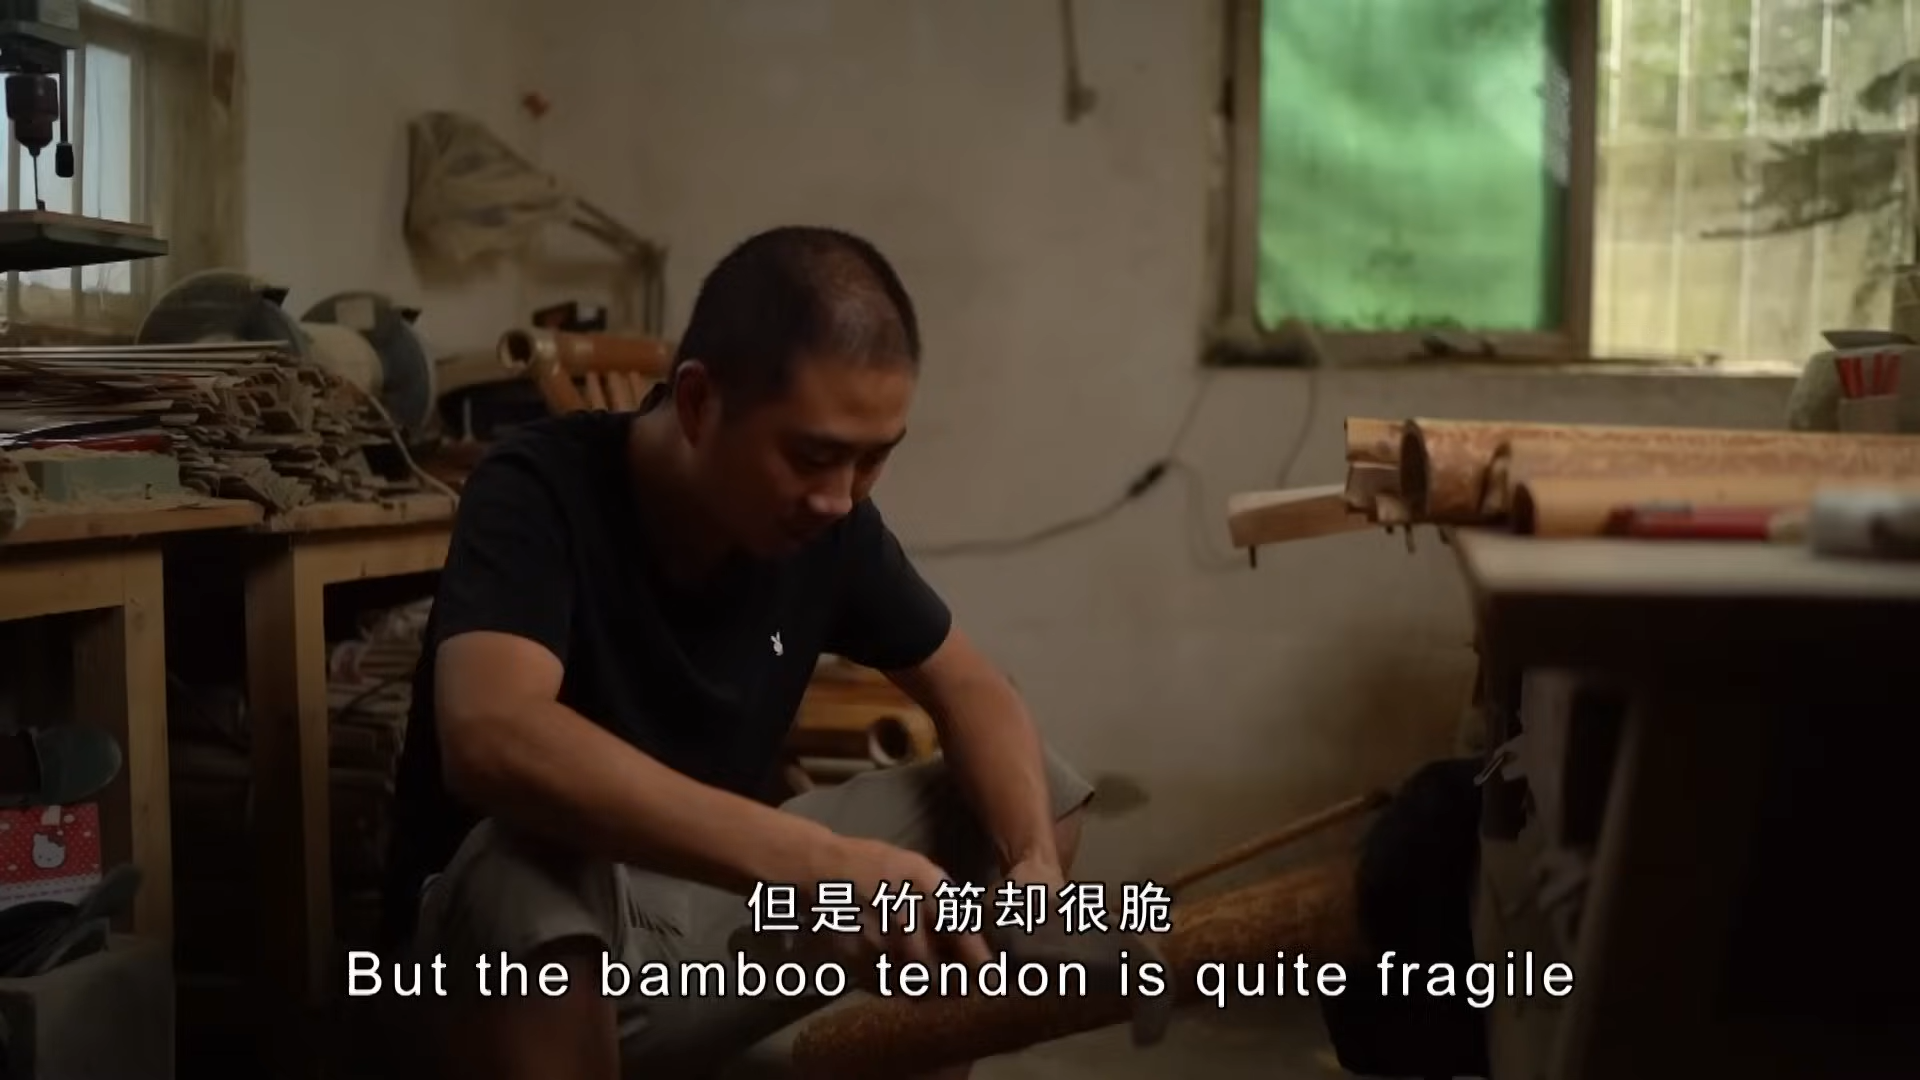 但是竹筋却很脆
But the bamboo tendon is quite fragile